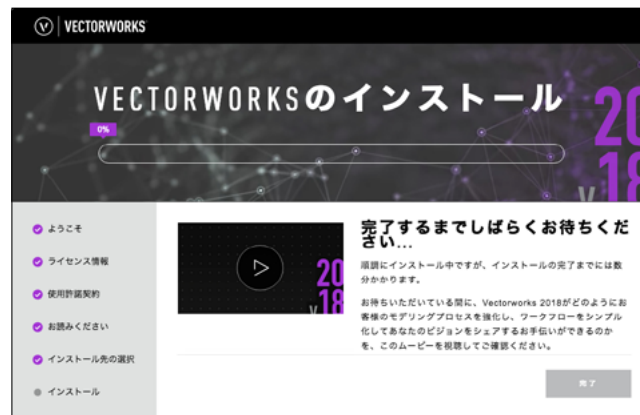 VECTORWORKS
VECTORWORKSのインストール
0%
2018
ようこそ
ライセンス情報
使用許諾契約
お読みください
インストール先の選択
インストール
v2018
完了するまでしばらくお待ちくだ
さい...
順調にインストール中ですが、インストールの完了までには数
分かかります。
お待ちいただいている間に、Vectorworks 2018がどのようにお
客様のモデリングプロセスを強化し、ワークフローをシンプル
化してあなたのビジョンをシェアするお手伝いができるのか
を、このムービーを視聴してご確認ください。
完了